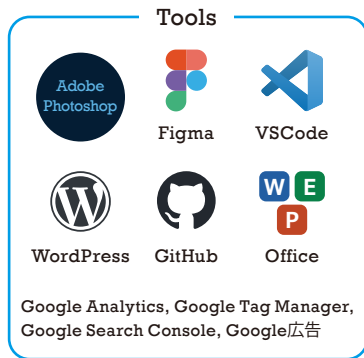 Tools
Adobe
Photoshop
Figma
VSCode
WordPress
GitHub
W E
P
Office
Google Analytics, Google Tag Manager,
Google Search Console, Google広告